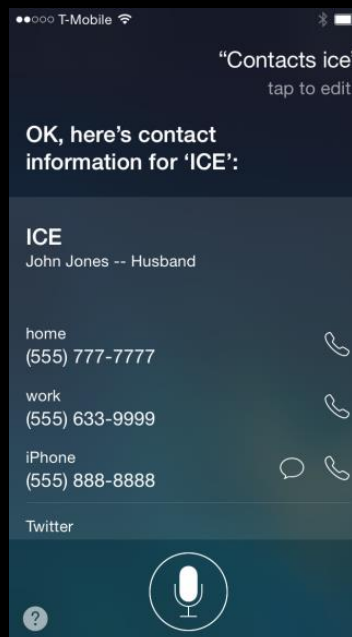 T-Mobile
“Contacts ice”
tap to edit
OK, here’s contact
information for ‘ICE’:
ICE
John Jones -- Husband
home
(555) 777-7777
work
(555) 633-9999
iPhone
(555) 888-8888
Twitter
?